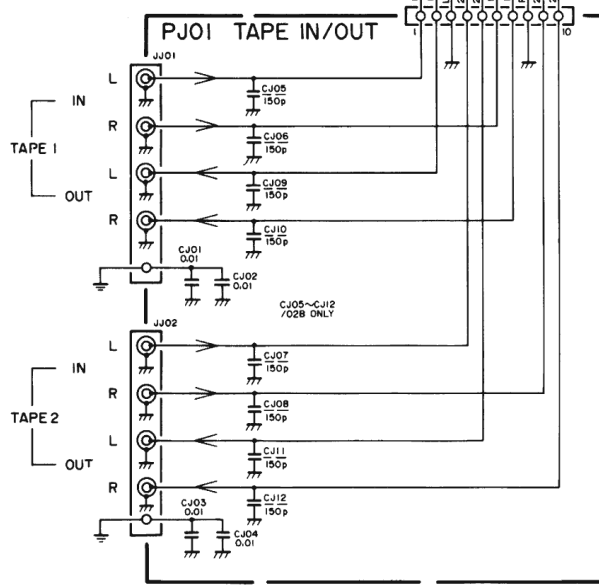 PJ01 TAPE IN/OUT
1
10
JJ01
L
IN
R
TAPE 1
L
OUT
R
CJ05
150p
CJ06
150p
CJ09
150p
CJ10
150p
CJ01
0.01
CJ02
0.01
CJ05~CJ12
/02B ONLY
JJ02
L
IN
R
TAPE 2
L
OUT
R
CJ07
150p
CJ08
150p
CJ11
150p
CJ12
150p
CJ03
0.01
CJ04
0.01